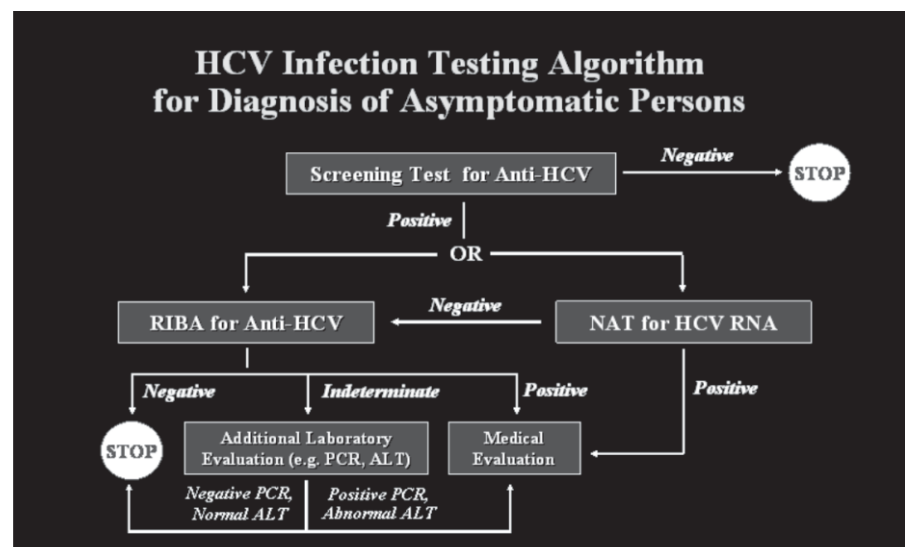 HCV Infection Testing Algorithm
for Diagnosis of Asymptomatic Persons
Negative
Screening Test for Anti-HCV
STOP
Positive
OR
Negative
RIBA for Anti-HCV
NAT for HCV RNA
Negative
Indeterminate
Positive
Positive
STOP
Additional Laboratory
Evaluation (e.g. PCR, ALT)
Medical
Evaluation
Negative PCR,
Normal ALT
Positive PCR,
Abnormal ALT